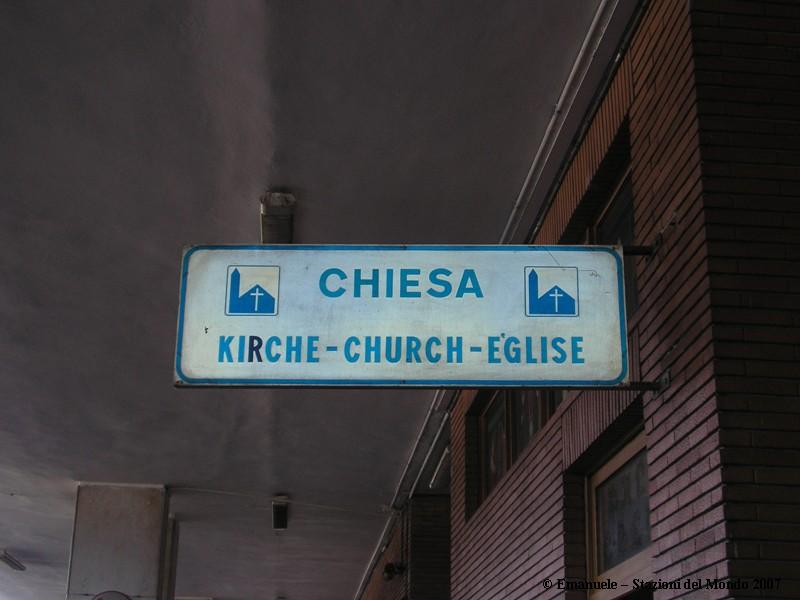 CHIESA
KIRCHE-CHURCH-EGLISE
© Emanuele – Stazioni del Mondo 2007